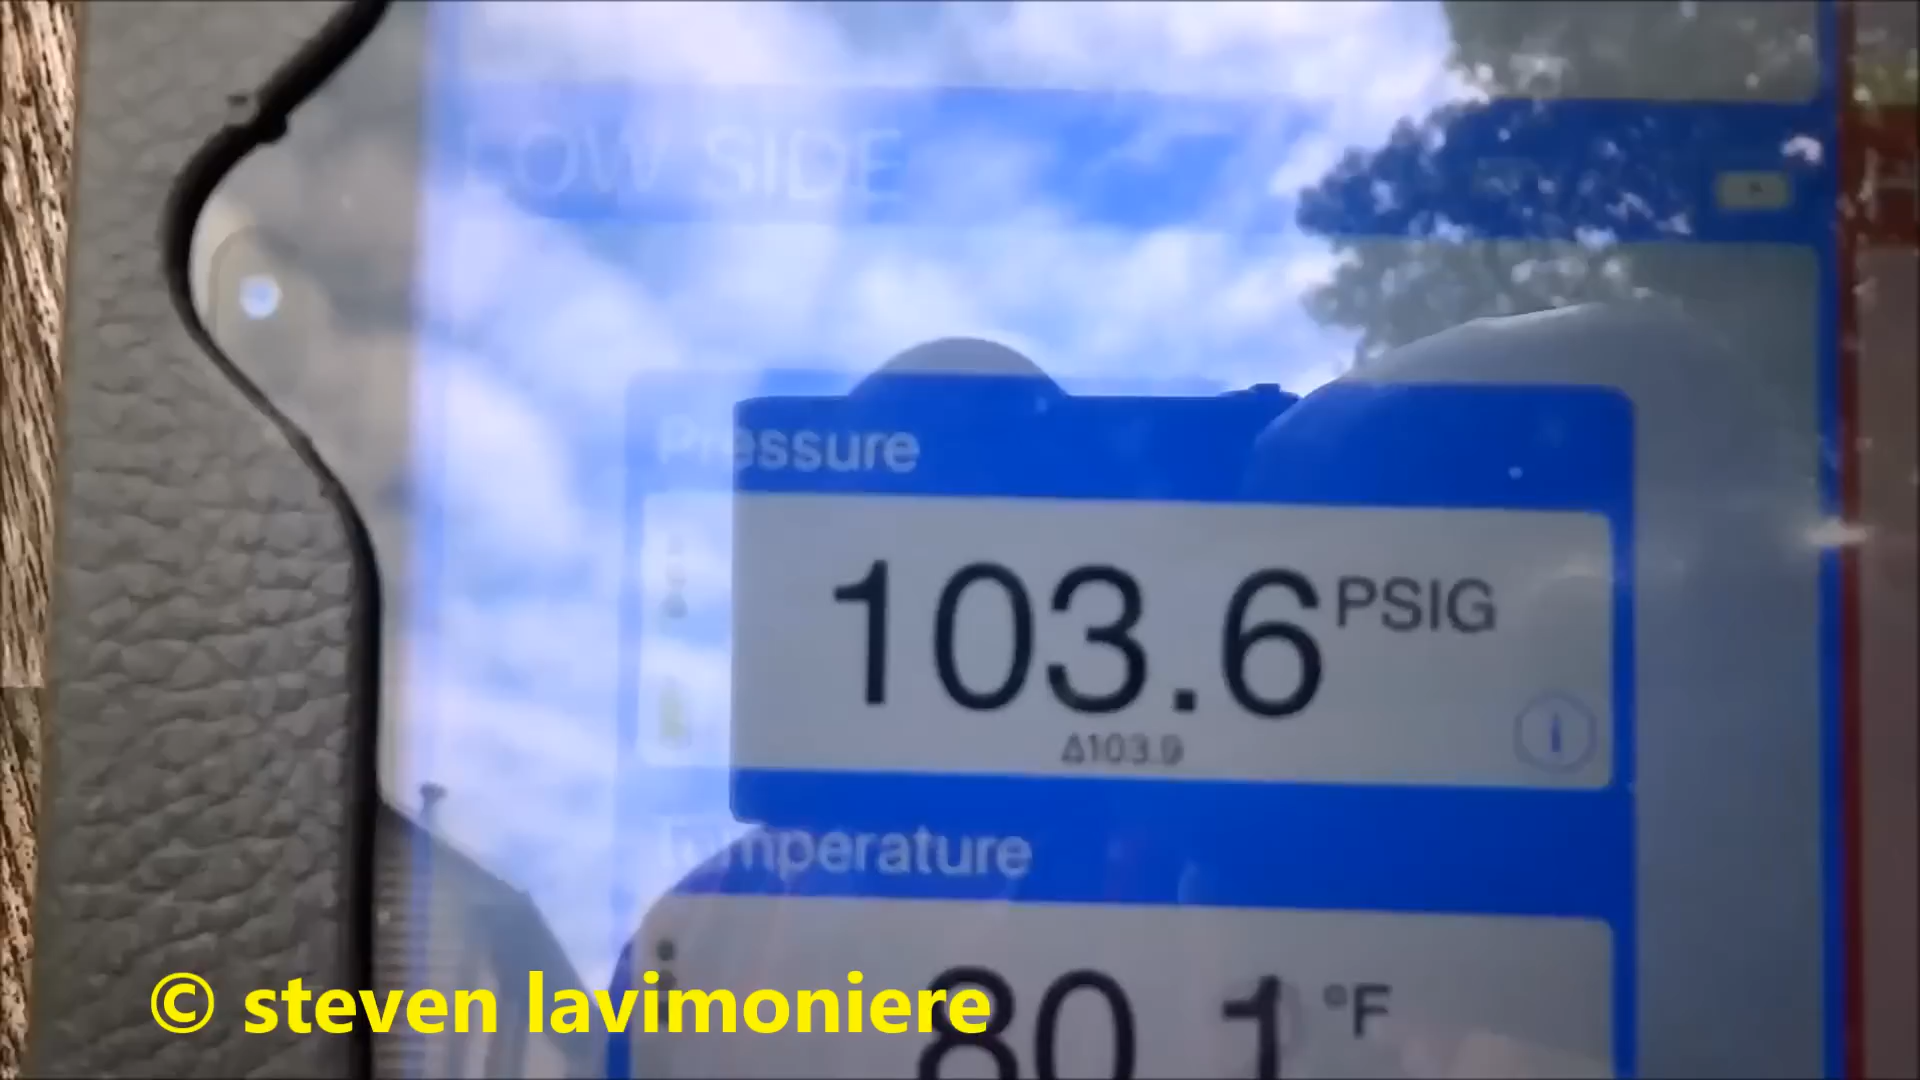 LOW SIDE
Pressure
103.6 PSIG
Δ103.9
i
Temperature
80.1 °F
© steven lavimoniere